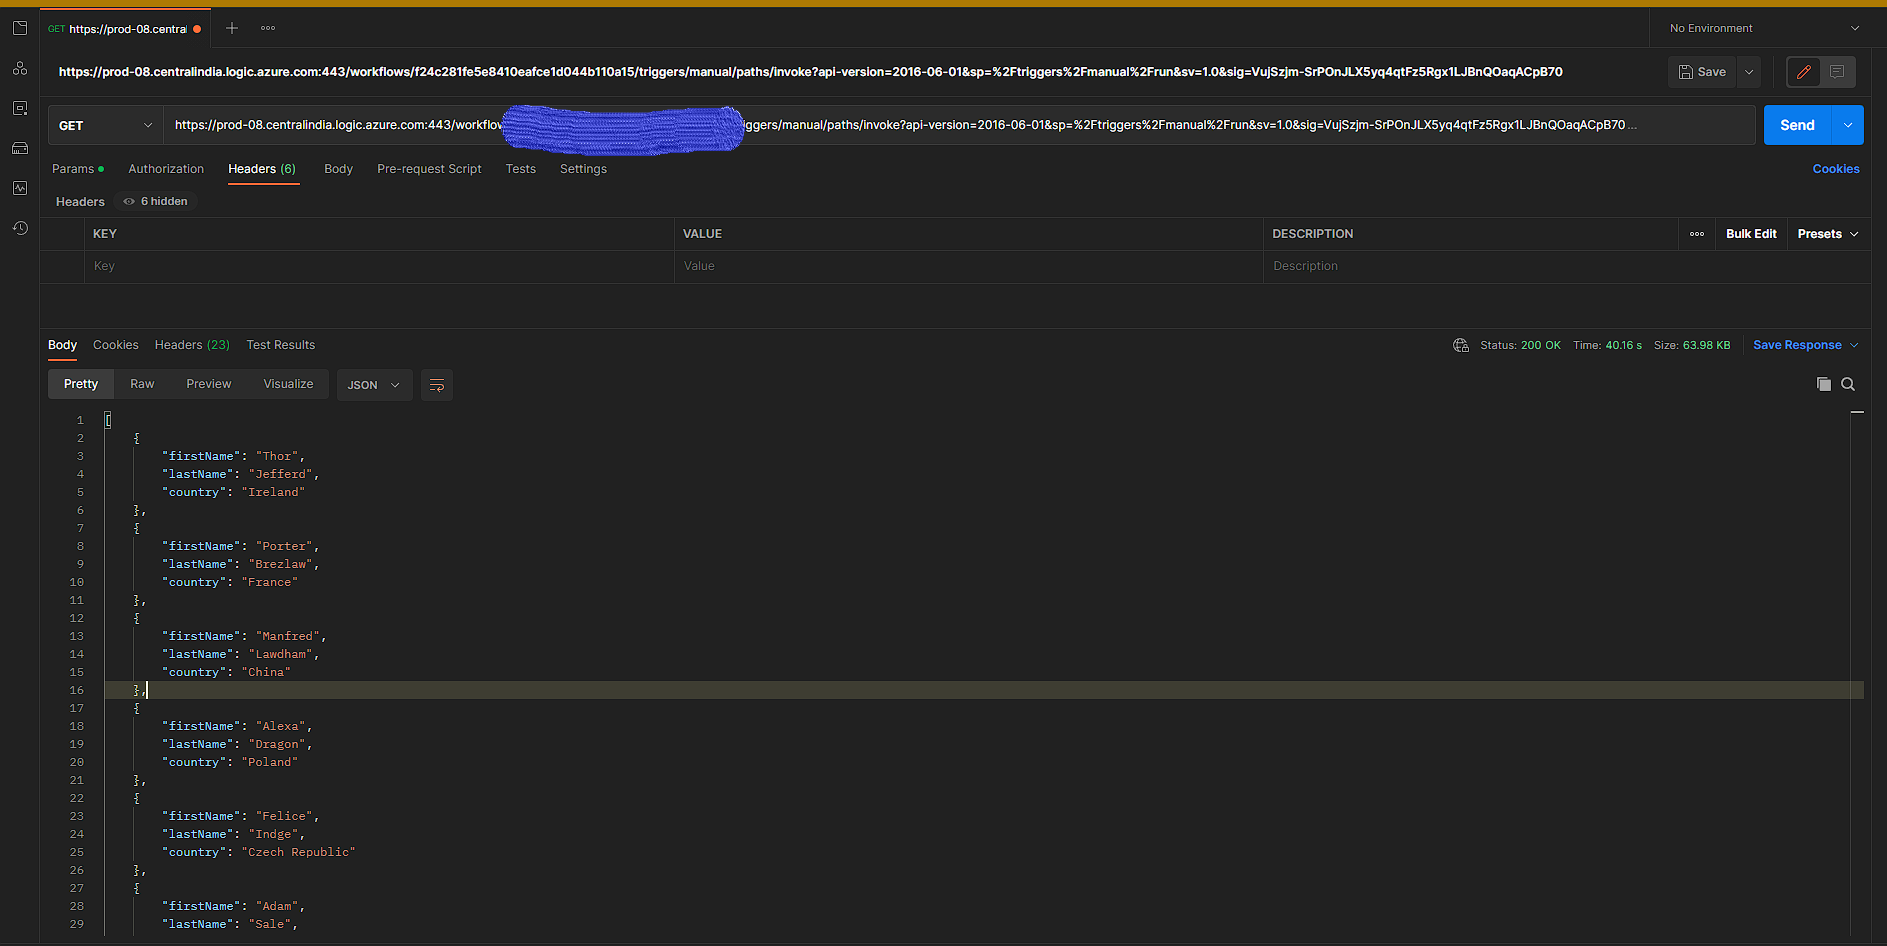 GET https://prod-08.central
No Environment
https://prod-08.centralindia.logic.azure.com:443/workflows/f24c281fe5e8410eafce1d044b110a15/triggers/manual/paths/invoke?api-version=2016-06-01&sp=%2Ftriggers%2Fmanual%2Frun&sv=1.0&sig=VujSzjm-SrPOnJLX5yq4qtFz5Rgx1LJBnQOaqACpB70
Save
GET
https://prod-08.centralindia.logic.azure.com:443/workflow iggers/manual/paths/invoke?api-version=2016-06-01&sp=%2Ftriggers%2Fmanual%2Frun&sv=1.0&sig=VujSzjm-SrPOnJLX5yq4qtFz5Rgx1LJBnQOaqACpB70...
Send
Params Authorization Headers (6) Body Pre-request Script Tests Settings Cookies
Headers 6 hidden
KEY VALUE DESCRIPTION Bulk Edit Presets
Key Value Description
Body Cookies Headers (23) Test Results Status: 200 OK Time: 40.16 s Size: 63.98 KB Save Response
Pretty Raw Preview Visualize JSON
1 [
2 {
3 "firstName": "Thor",
4 "lastName": "Jefferd",
5 "country": "Ireland"
6 },
7 {
8 "firstName": "Porter",
9 "lastName": "Brezlaw",
10 "country": "France"
11 },
12 {
13 "firstName": "Manfred",
14 "lastName": "Lawdham",
15 "country": "China"
16 },
17 {
18 "firstName": "Alexa",
19 "lastName": "Dragon",
20 "country": "Poland"
21 },
22 {
23 "firstName": "Felice",
24 "lastName": "Indge",
25 "country": "Czech Republic"
26 },
27 {
28 "firstName": "Adam",
29 "lastName": "Sale",